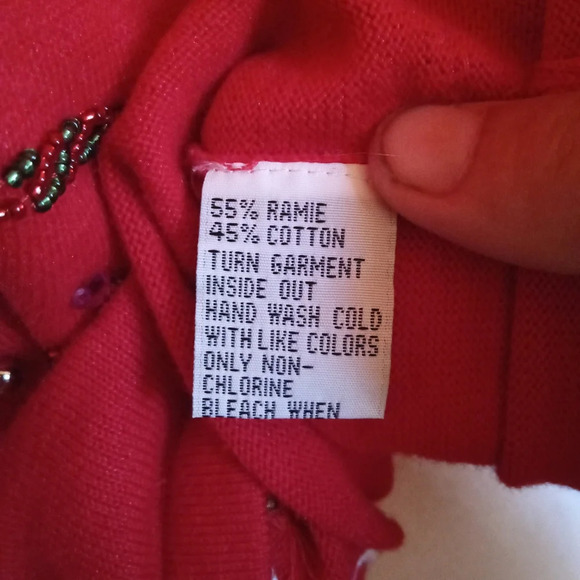 55% RAMIE
45% COTTON
TURN GARMENT
INSIDE OUT
HAND WASH COLD
WITH LIKE COLORS
ONLY NON-
CHLORINE
BLEACH WHEN